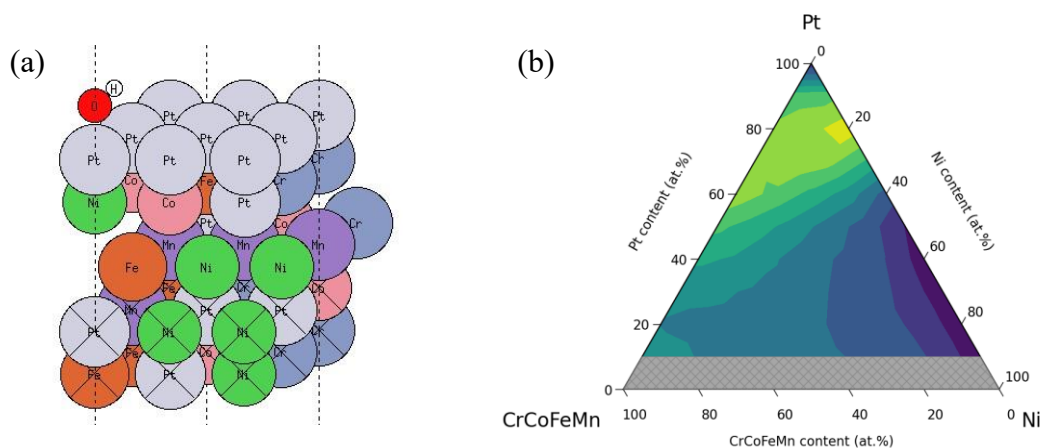 (a)
H
O
Pt
Pt
Pt
Pt
Pt
Pt
Pt
Pt
Pt
Co
Fe
Cr
Cr
Ni
Co
Pt
Co
Cr
Pt
Mn
Mn
Mn
Fe
Ni
Ni
Fe
Cr
Co
Mn
Pt
Pt
Cr
Pt
Ni
Ni
Fe
Co
Cr
Fe
Pt
Ni
(b)
Pt
0
100
20
80
40
60
60
40
80
20
100
0
Pt content (at.%)
Ni content (at.%)
CrCoFeMn
100
80
60
40
20
0
Ni
CrCoFeMn content (at.%)